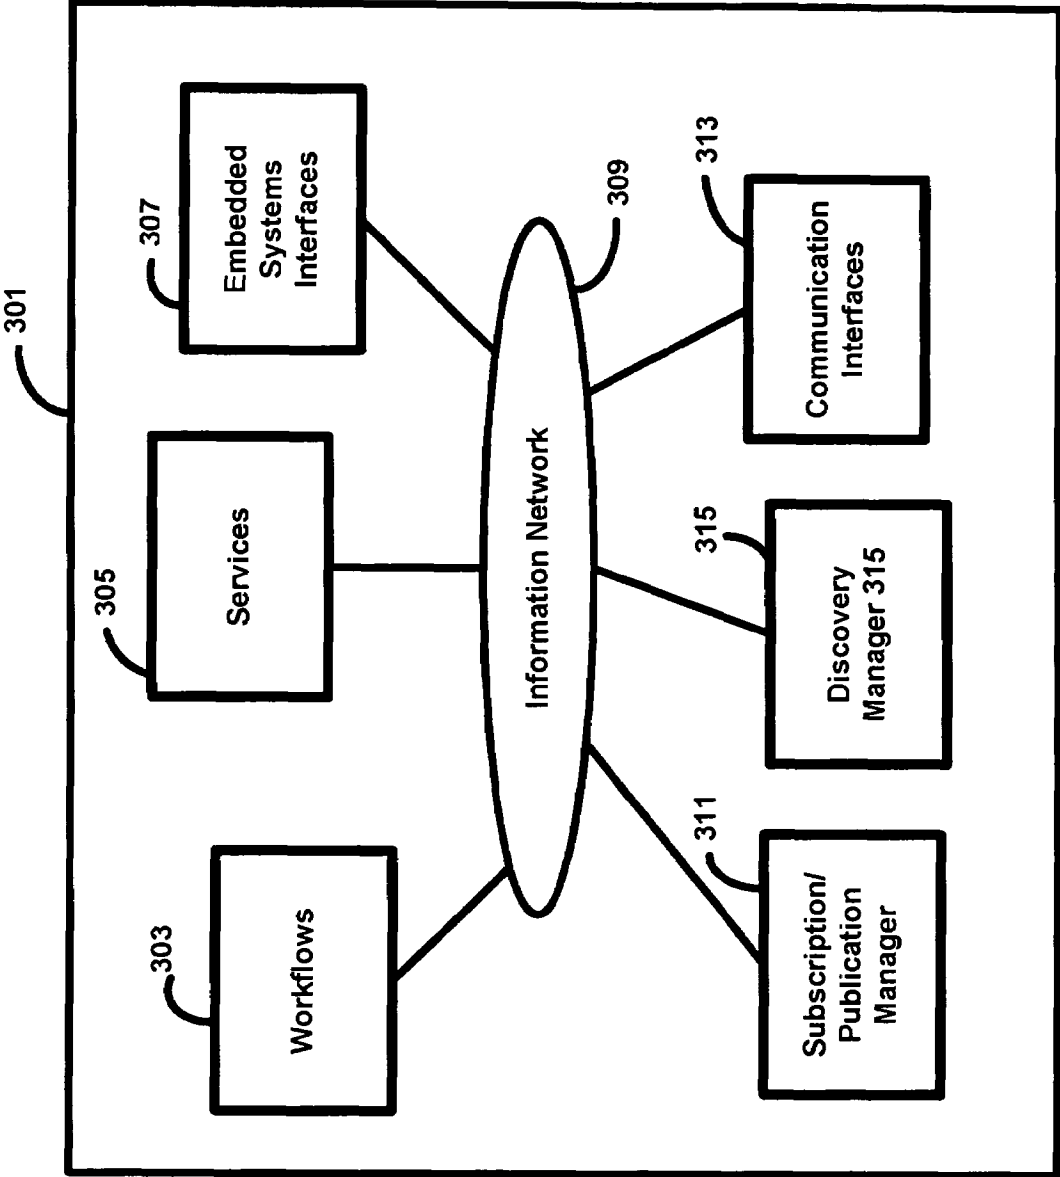 301
303
Workflows
305
Services
307
Embedded
Systems
Interfaces
Information Network
309
311
Subscription/
Publication
Manager
315
Discovery
Manager 315
313
Communication
Interfaces